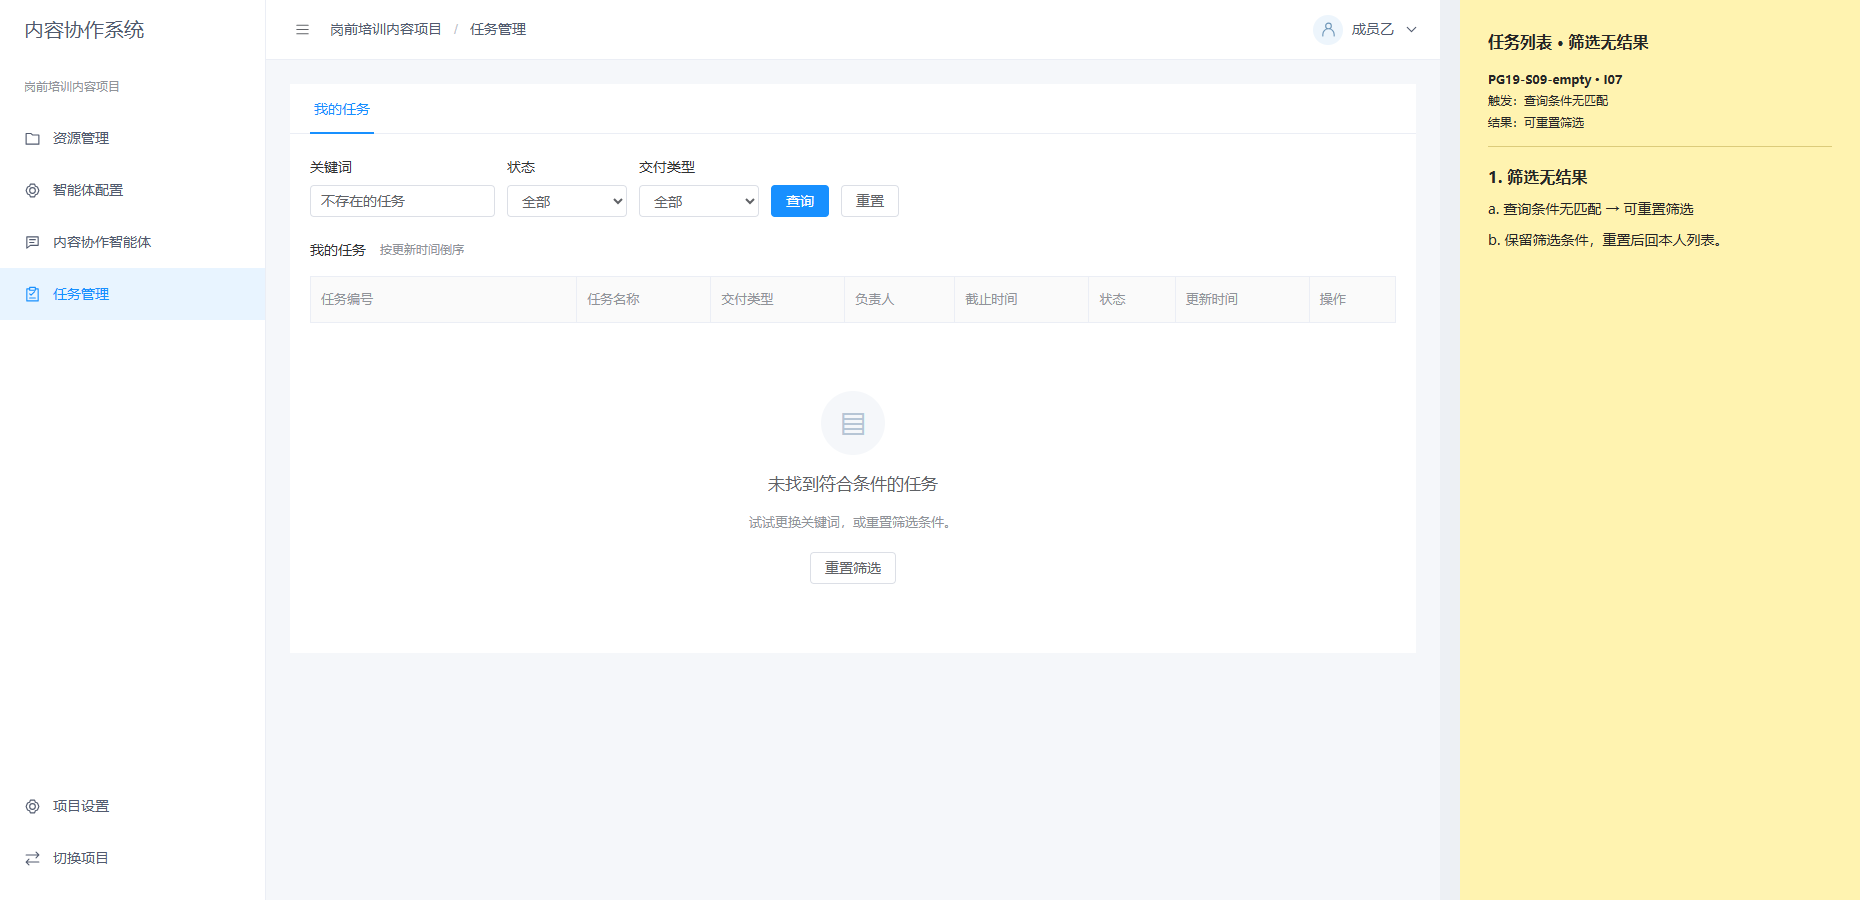 内容协作系统
岗前培训内容项目
资源管理
智能体配置
内容协作智能体
任务管理
项目设置
切换项目
岗前培训内容项目 / 任务管理
成员乙
我的任务
关键词 状态 交付类型
不存在的任务 全部 全部 查询 重置
我的任务 按更新时间倒序
任务编号 任务名称 交付类型 负责人 截止时间 状态 更新时间 操作
未找到符合条件的任务
试试更换关键词，或重置筛选条件。
重置筛选
任务列表 • 筛选无结果
PG19-S09-empty • I07
触发：查询条件无匹配
结果：可重置筛选
1. 筛选无结果
a. 查询条件无匹配 → 可重置筛选
b. 保留筛选条件，重置后回本人列表。